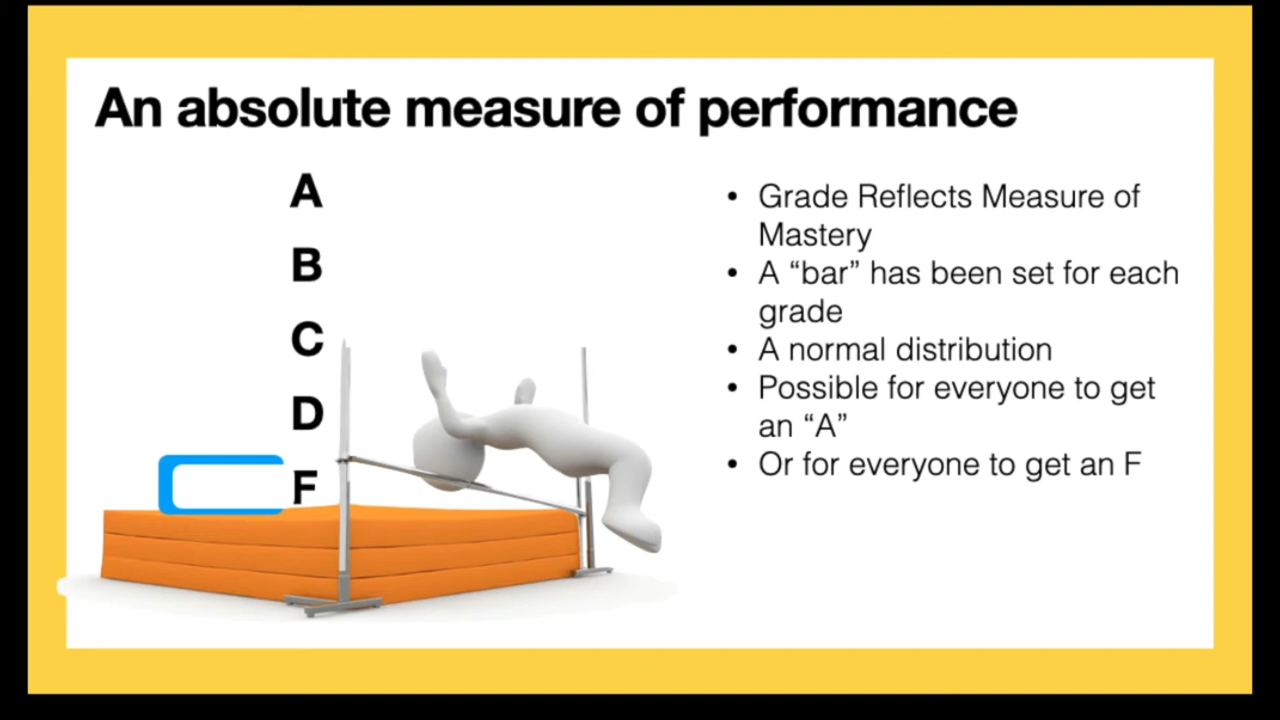 An absolute measure of performance
A
B
C
D
F
• Grade Reflects Measure of
Mastery
• A “bar” has been set for each
grade
• A normal distribution
• Possible for everyone to get
an “A”
• Or for everyone to get an F